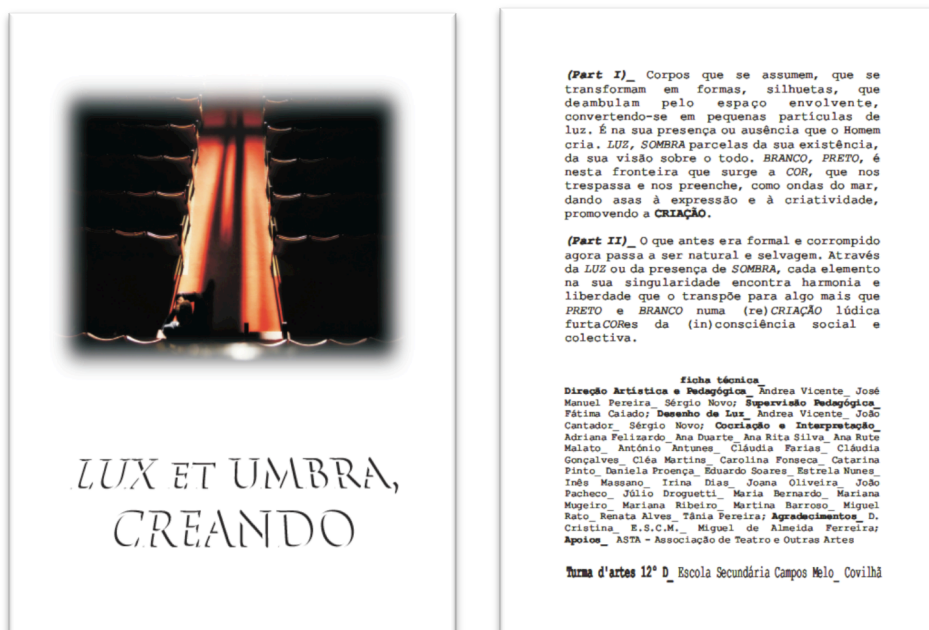 LUX ET UMBRA,
CREANDO
(Part I)_ Corpos que se assumem, que se
transformam em formas, silhuetas, que
deambulam pelo espaço envolvente,
convertendo-se em pequenas partículas de
luz. É na sua presença ou ausência que o Homem
cria. LUZ, SOMBRA parcelas da sua existência,
da sua visão sobre o todo. BRANCO, PRETO, é
nesta fronteira que surge a COR, que nos
trespassa e nos preenche, como ondas do mar,
dando asas à expressão e à criatividade,
promovendo a CRIAÇÃO.
(Part II)_ O que antes era formal e corrompido
agora passa a ser natural e selvagem. Através
da LUZ ou da presença de SOMBRA, cada elemento
na sua singularidade encontra harmonia e
liberdade que o transpõe para algo mais que
PRETO e BRANCO numa (re)CRIAÇÃO lúdica
furtaCORes da (in)consciência social e
colectiva.
ficha técnica_
Direção Artística e Pedagógica_ Andrea Vicente_ José
Manuel Pereira_ Sérgio Novo; Supervisão Pedagógica_
Fátima Caiado; Desenho de Luz_ Andrea Vicente_ João
Cantador_ Sérgio Novo; Cocriação e Interpretação_
Adriana Felizardo_ Ana Duarte_ Ana Rita Silva_ Ana Rute
Malato_ António Antunes_ Cláudia Farias_ Cláudia
Gonçalves_ Cléa Martins_ Carolina Fonseca_ Catarina
Pinto_ Daniela Proença_ Eduardo Soares_ Estrela Nunes_
Inês Massano_ Irina Dias_ Joana Oliveira_ João
Pacheco_ Júlio Droguetti_ Maria Bernardo_ Mariana
Mugeiro_ Mariana Ribeiro_ Martina Barroso_ Miguel
Rato_ Renata Alves_ Tânia Pereira; Agradecimentos_ D.
Cristina_ E.S.C.M._ Miguel de Almeida Ferreira;
Apoios_ ASTA - Associação de Teatro e Outras Artes
Turma d'artes 12º D_ Escola Secundária Campos Melo_ Covilhã